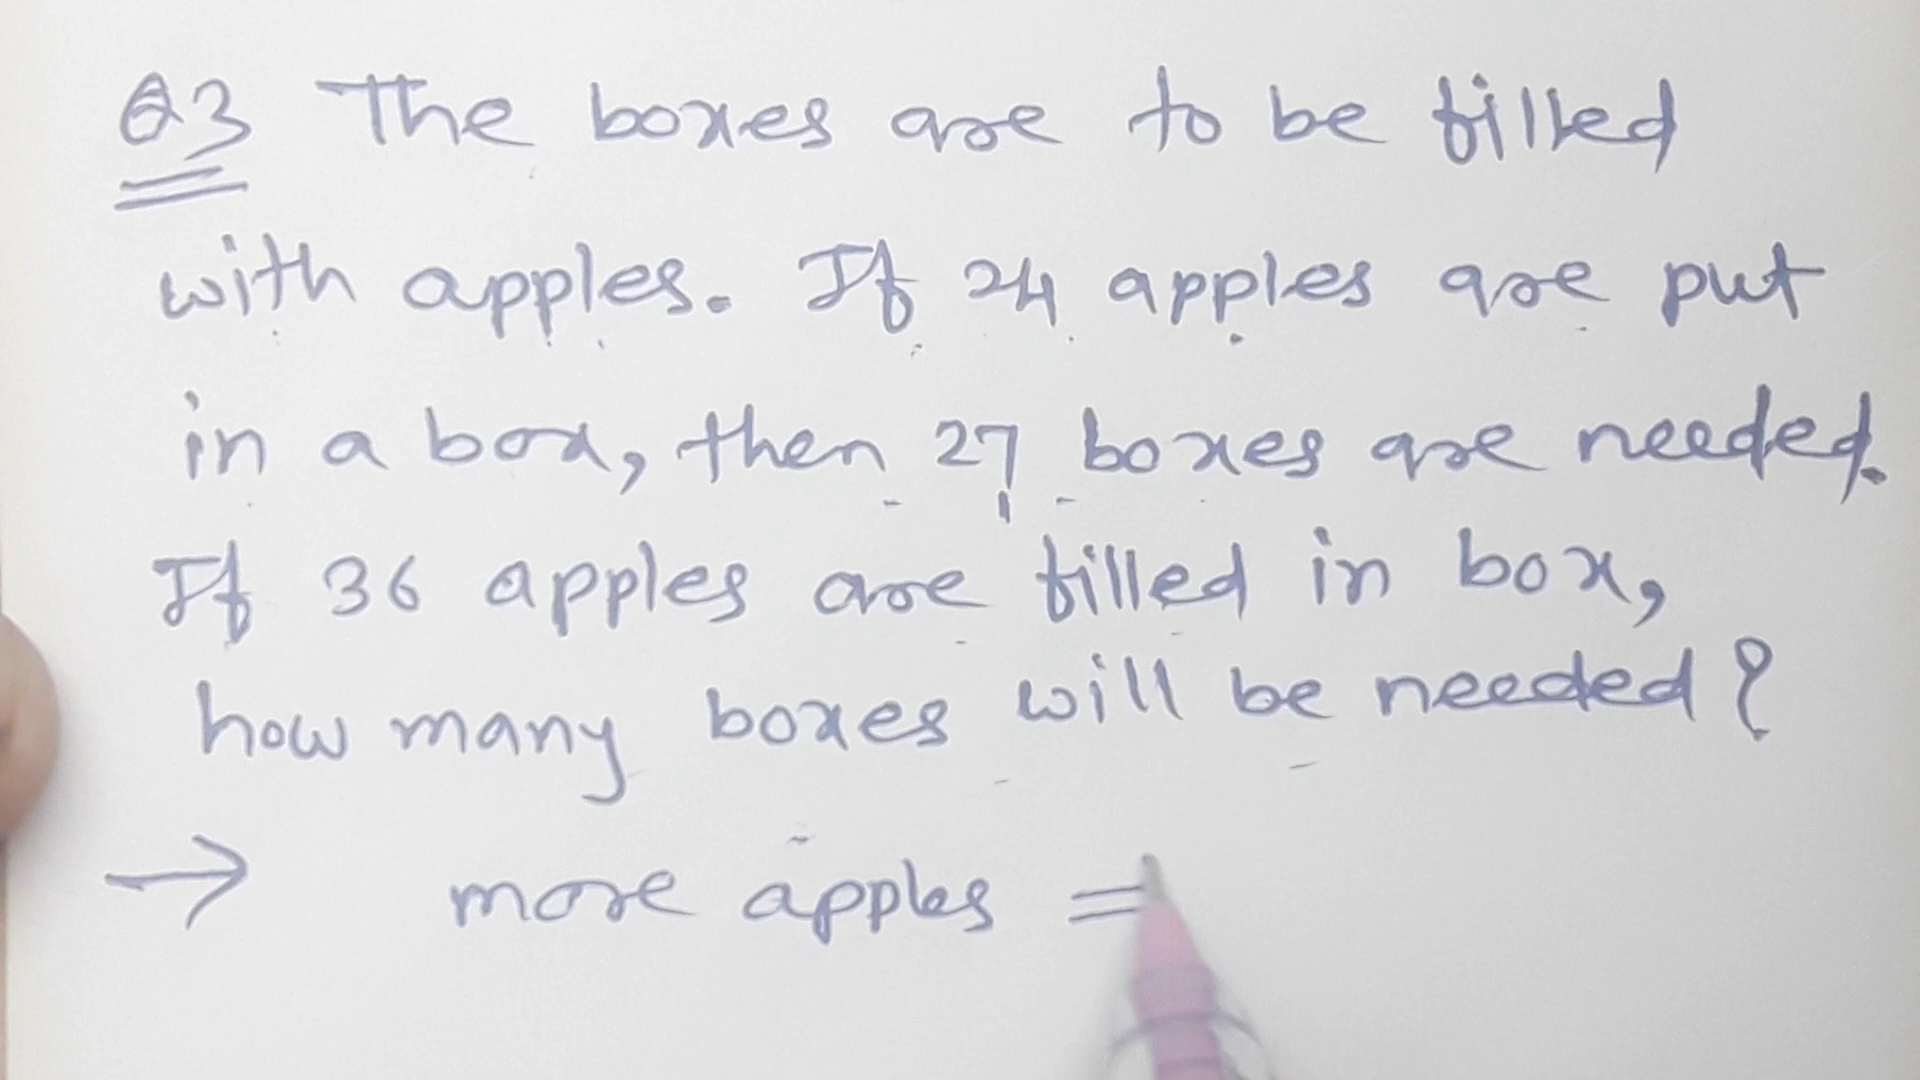 Q3 The boxes are to be filled
with apples. If 24 apples are put
in a box, then 27 boxes are needed.
If 36 apples are filled in box,
how many boxes will be needed?
→ more apples =